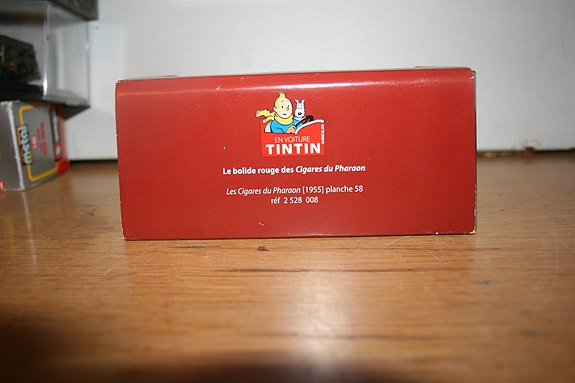 EN VOITURE
TINTIN
Le bolide rouge des Cigares du Pharaon
Les Cigares du Pharaon [1955] planche 58
réf 2 528 008
metal